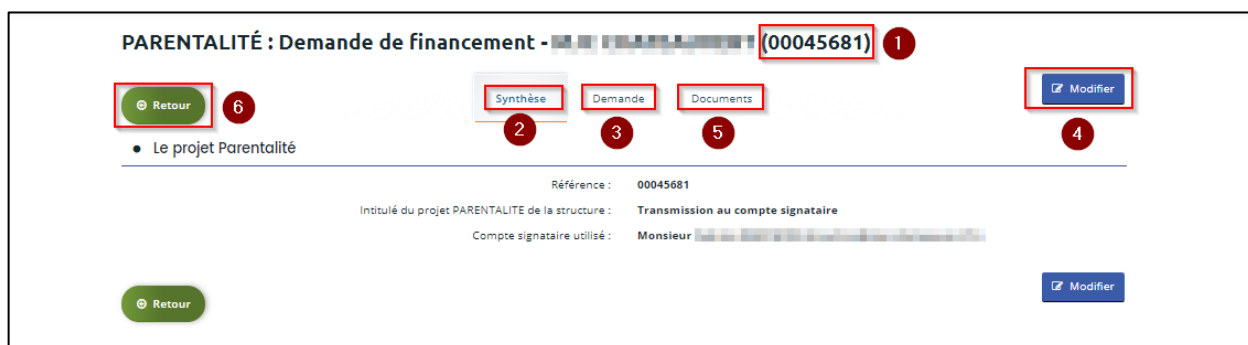 PARENTALITÉ : Demande de financement - (00045681) 1
Retour 6 Synthèse Demande Documents Modifier
2 3 5 4
• Le projet Parentalité
Référence : 00045681
Intitulé du projet PARENTALITE de la structure : Transmission au compte signataire
Compte signataire utilisé : Monsieur
Retour Modifier